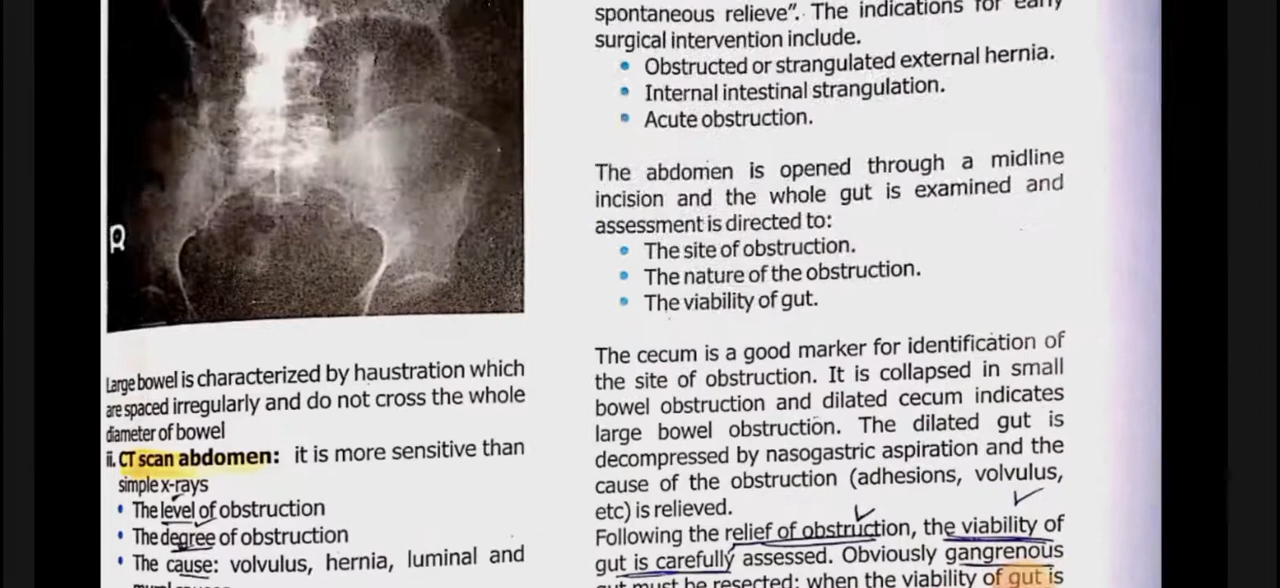 R
Large bowel is characterized by haustration which
are spaced irregularly and do not cross the whole
diameter of bowel
ii. CT scan abdomen: it is more sensitive than
simple x-rays
• The level of obstruction
• The degree of obstruction
• The cause: volvulus, hernia, luminal and
spontaneous relieve”. The indications for early
surgical intervention include.
• Obstructed or strangulated external hernia.
• Internal intestinal strangulation.
• Acute obstruction.
The abdomen is opened through a midline
incision and the whole gut is examined and
assessment is directed to:
• The site of obstruction.
• The nature of the obstruction.
• The viability of gut.
The cecum is a good marker for identification of
the site of obstruction. It is collapsed in small
bowel obstruction and dilated cecum indicates
large bowel obstruction. The dilated gut is
decompressed by nasogastric aspiration and the
cause of the obstruction (adhesions, volvulus,
etc) is relieved.
Following the relief of obstruction, the viability of
gut is carefully assessed. Obviously gangrenous
gut must be resected; when the viability of gut is